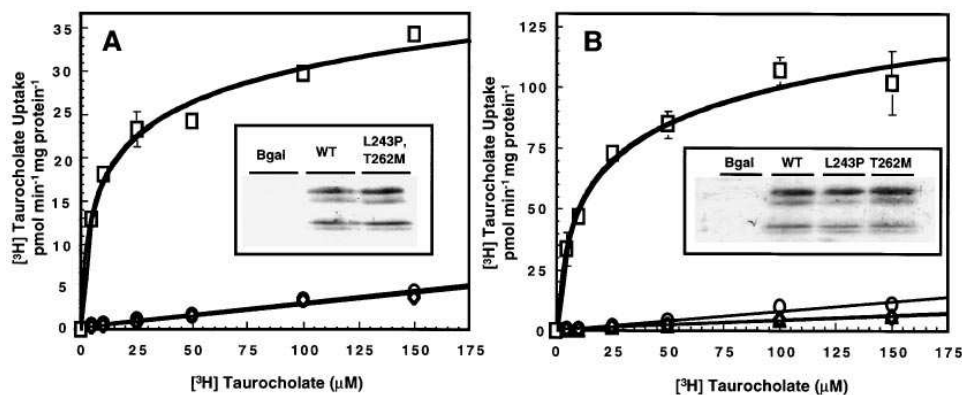 A
[³H] Taurocholate Uptake
pmol min⁻¹ mg protein⁻¹
35
30
25
20
15
10
5
0
Bgal
WT
L243P,
T262M
0
25
50
75
100
125
150
175
[³H] Taurocholate (μM)
B
[³H] Taurocholate Uptake
pmol min⁻¹ mg protein⁻¹
125
100
75
50
25
0
Bgal
WT
L243P
T262M
0
25
50
75
100
125
150
175
[³H] Taurocholate (μM)